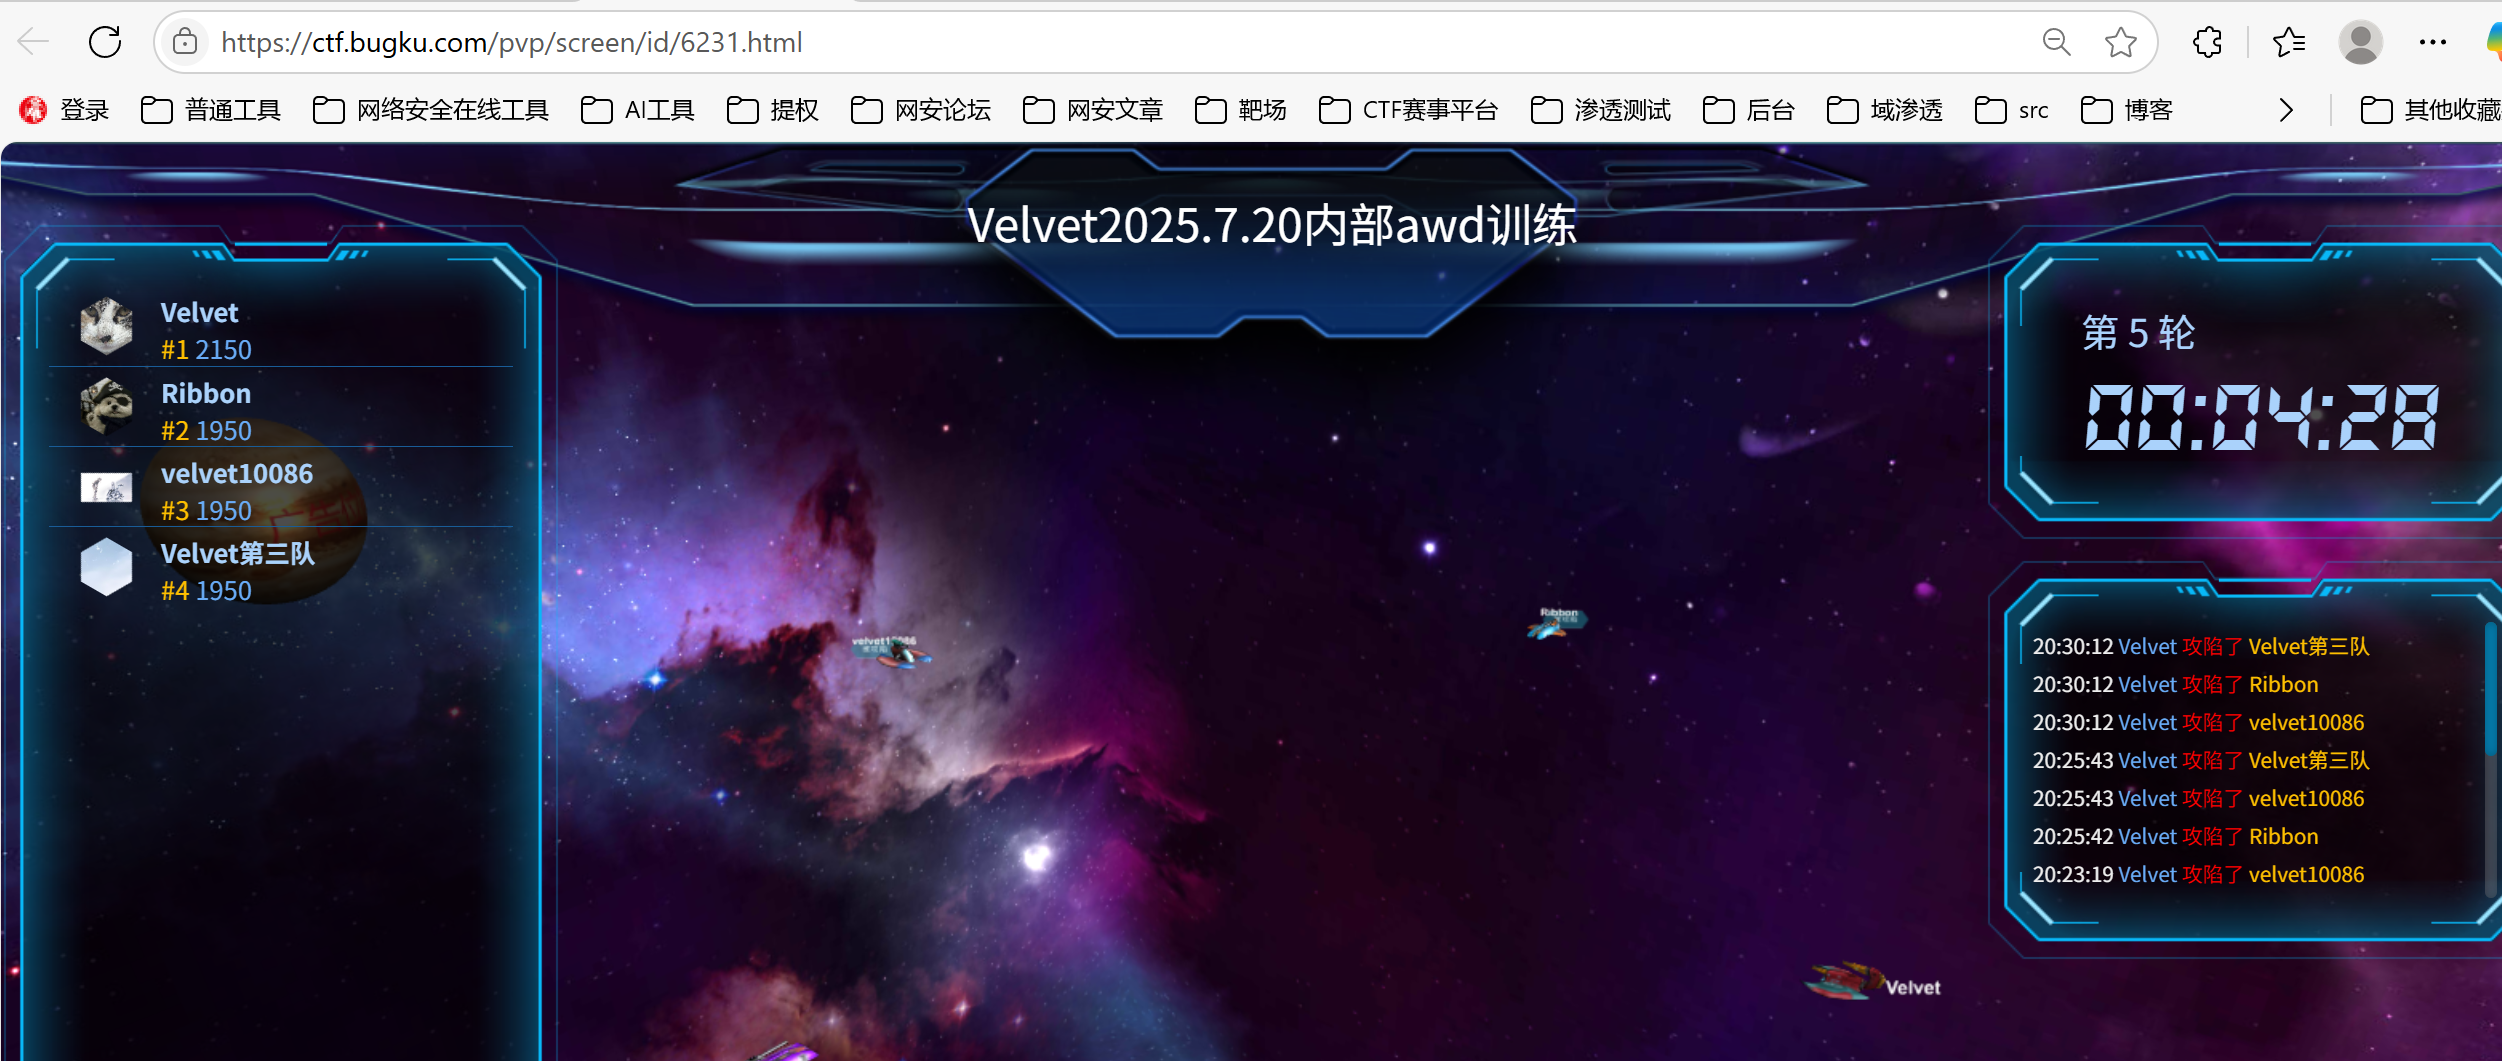 https://ctf.bugku.com/pvp/screen/id/6231.html
登录 普通工具 网络安全在线工具 AI工具 提权 网安论坛 网安文章 靶场 CTF赛事平台 渗透测试 后台 域渗透 src 博客 其他收藏
Velvet2025.7.20内部awd训练
Velvet
#1 2150
Ribbon
#2 1950
velvet10086
#3 1950
Velvet第三队
#4 1950
第 5 轮
00:04:28
velvet10086
Ribbon
Velvet
20:30:12 Velvet 攻陷了 Velvet第三队
20:30:12 Velvet 攻陷了 Ribbon
20:30:12 Velvet 攻陷了 velvet10086
20:25:43 Velvet 攻陷了 Velvet第三队
20:25:43 Velvet 攻陷了 velvet10086
20:25:42 Velvet 攻陷了 Ribbon
20:23:19 Velvet 攻陷了 velvet10086